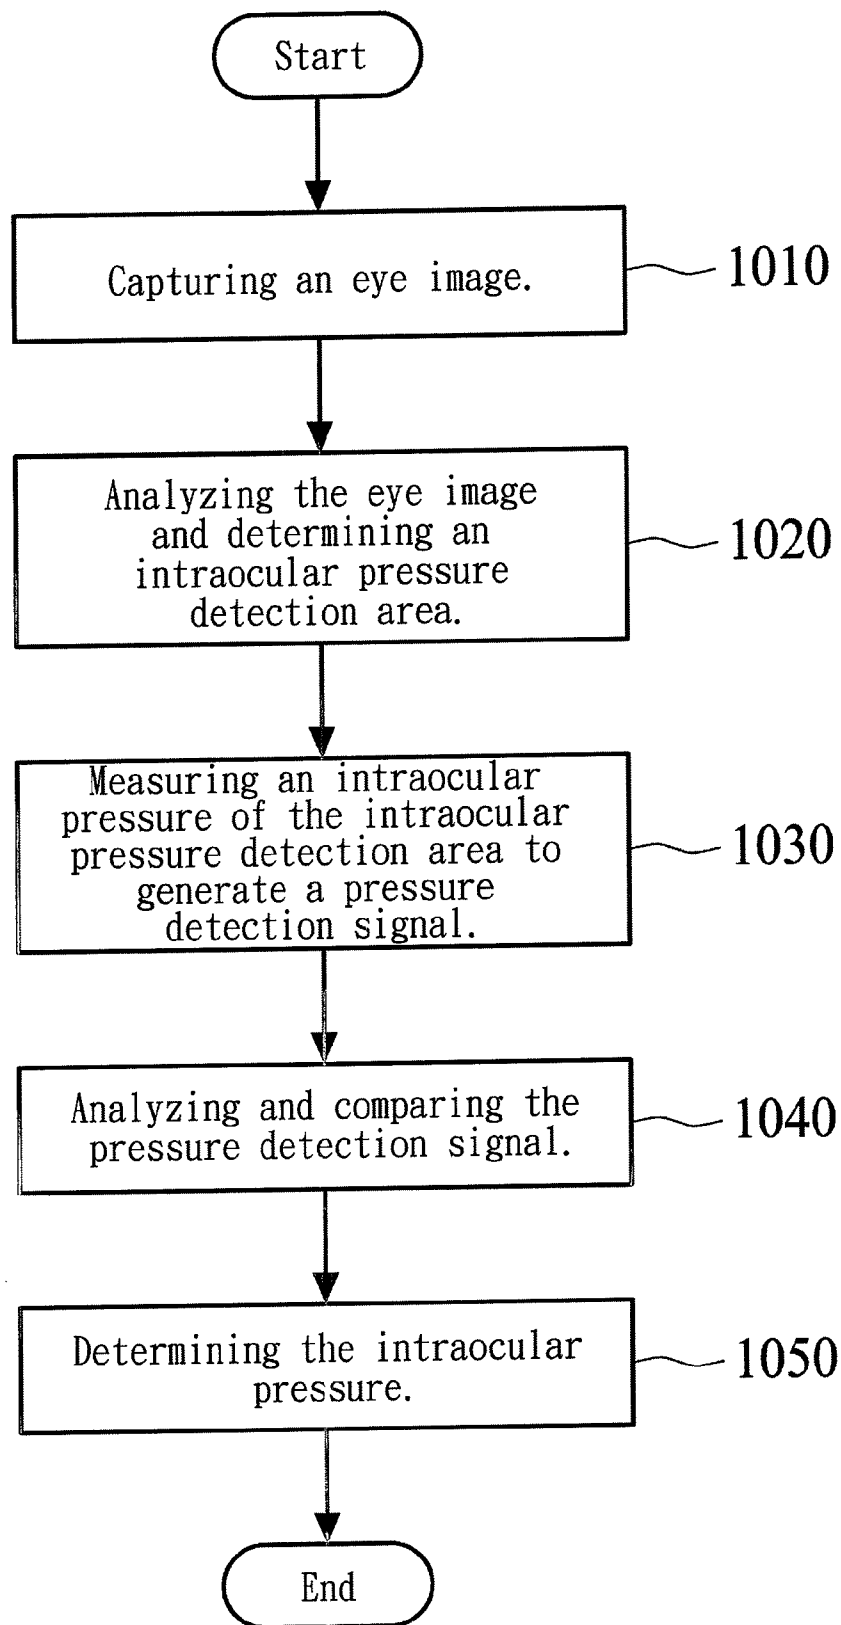 Start
Capturing an eye image.
1010
Analyzing the eye image
and determining an
intraocular pressure
detection area.
1020
Measuring an intraocular
pressure of the intraocular
pressure detection area to
generate a pressure
detection signal.
1030
Analyzing and comparing the
pressure detection signal.
1040
Determining the intraocular
pressure.
1050
End